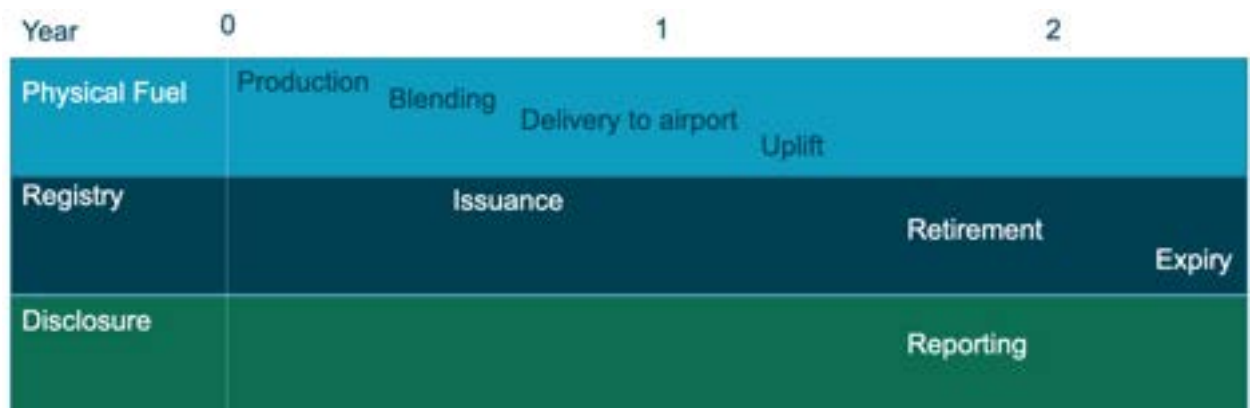 Year 0 1 2
Physical Fuel Production
Blending
Delivery to airport
Uplift
Registry Issuance
Retirement
Expiry
Disclosure
Reporting